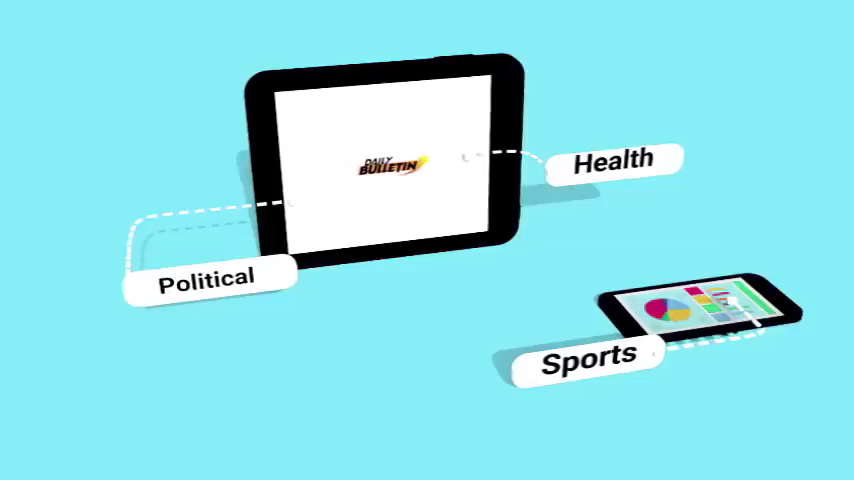 DAILY
BULLETIN
Health
Political
Sports